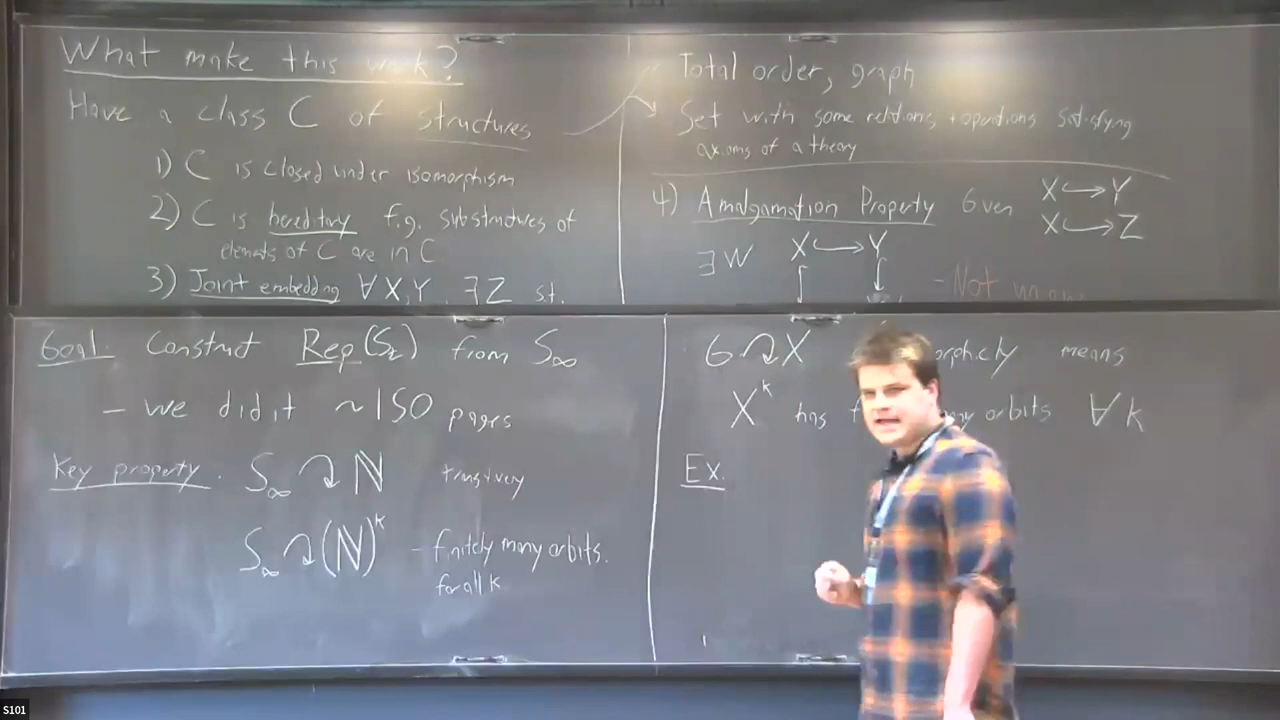 What make this work?
Have a class C of structures
1) C is closed under isomorphism
2) C is hereditary f.g. substructures of
elements of C are in C
3) Joint embedding ∀X,Y, ∃Z s.t.
Total order, graph
Set with some relations + operations satisfying
axioms of a theory
4) Amalgamation Property Given X ↪ Y
X ↪ Z
∃W X ↪ Y
- Not
Goal: Construct Rep(S_t) from S_∞
- we did it ~150 pages
Key property: S_∞ ↷ ℕ transitively
S_∞ ↷ (ℕ)^k - finitely many orbits.
for all k
G ↷ X means
X^k has orbits ∀k
Ex.
S101